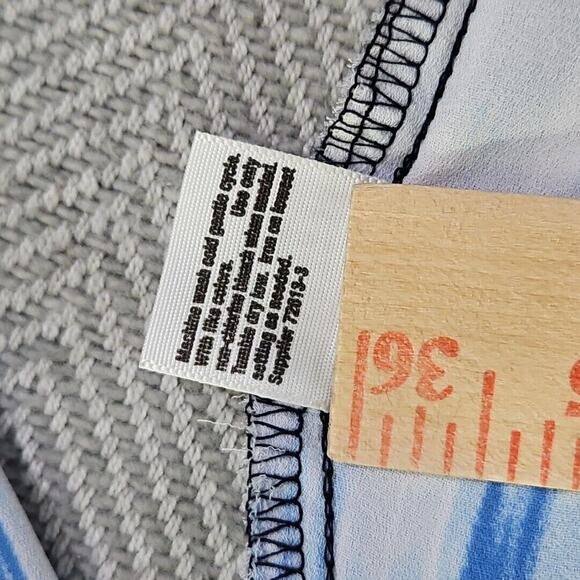 Machine wash cold gentle cycle.
With like colors. Use only
non-chlorine bleach when needed.
Tumble dry low. Iron on lowest
setting as needed.
Supplier 72013-3
36